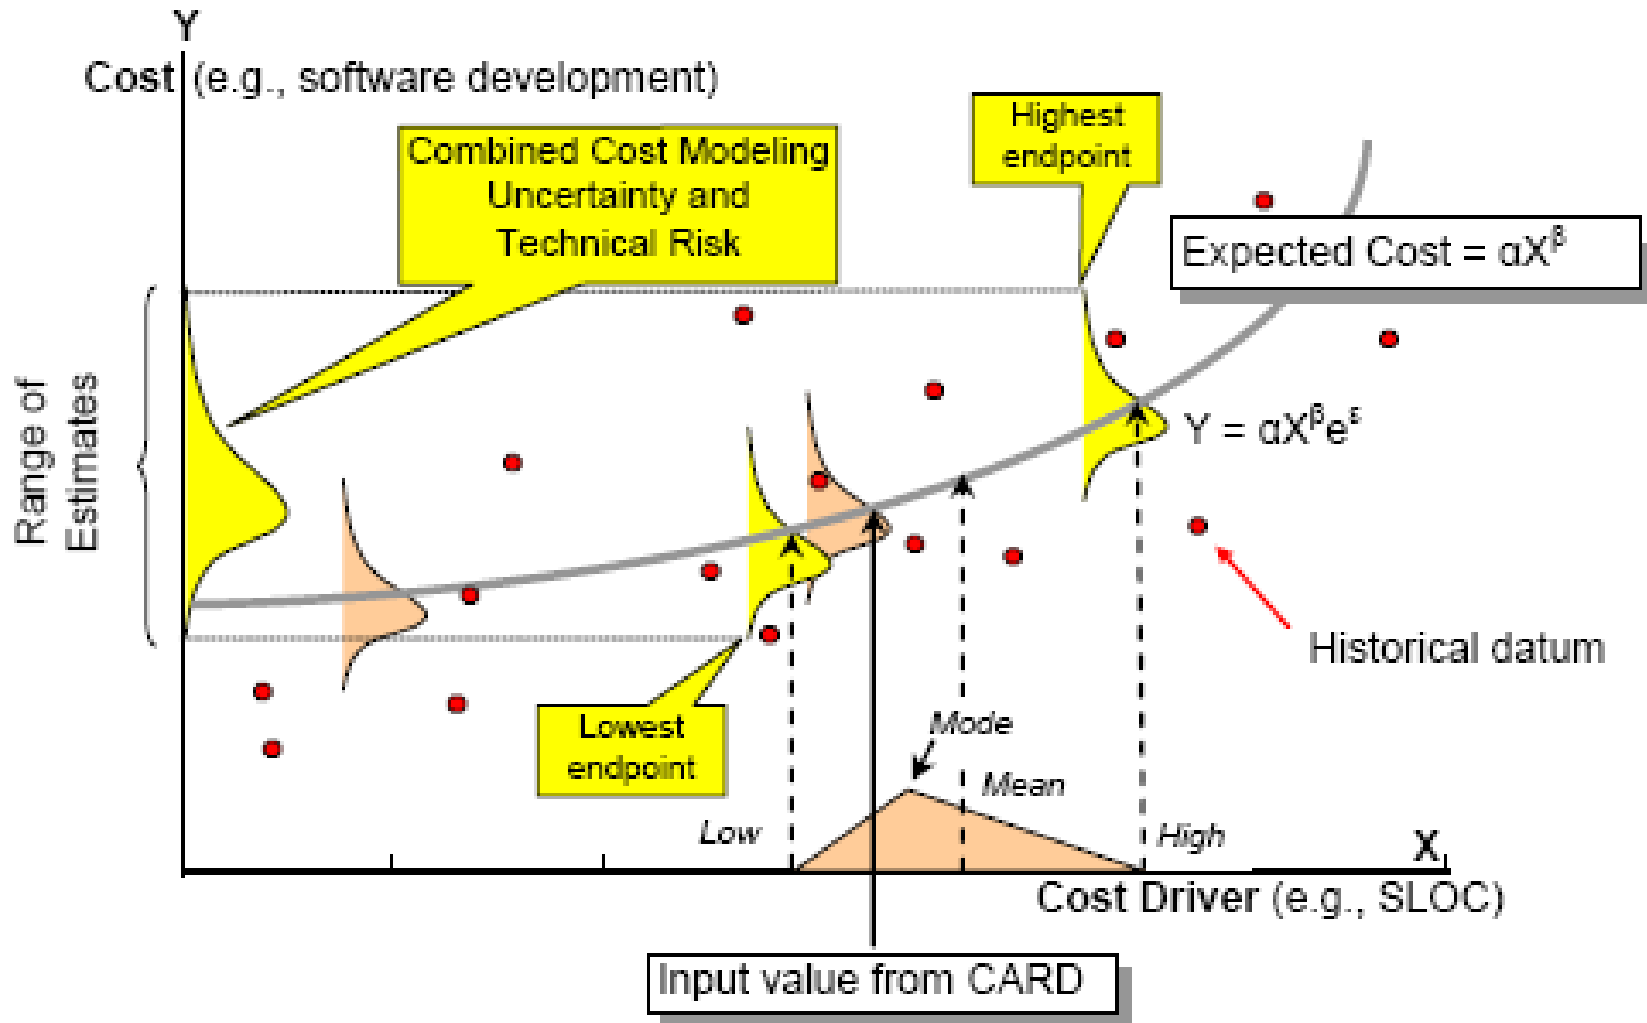 Y
Cost (e.g., software development)
Combined Cost Modeling
Uncertainty and
Technical Risk
Highest
endpoint
Expected Cost = αX^β
Y = αX^βe^ε
Range of
Estimates
Historical datum
Lowest
endpoint
Mode
Mean
Low
High
X
Cost Driver (e.g., SLOC)
Input value from CARD